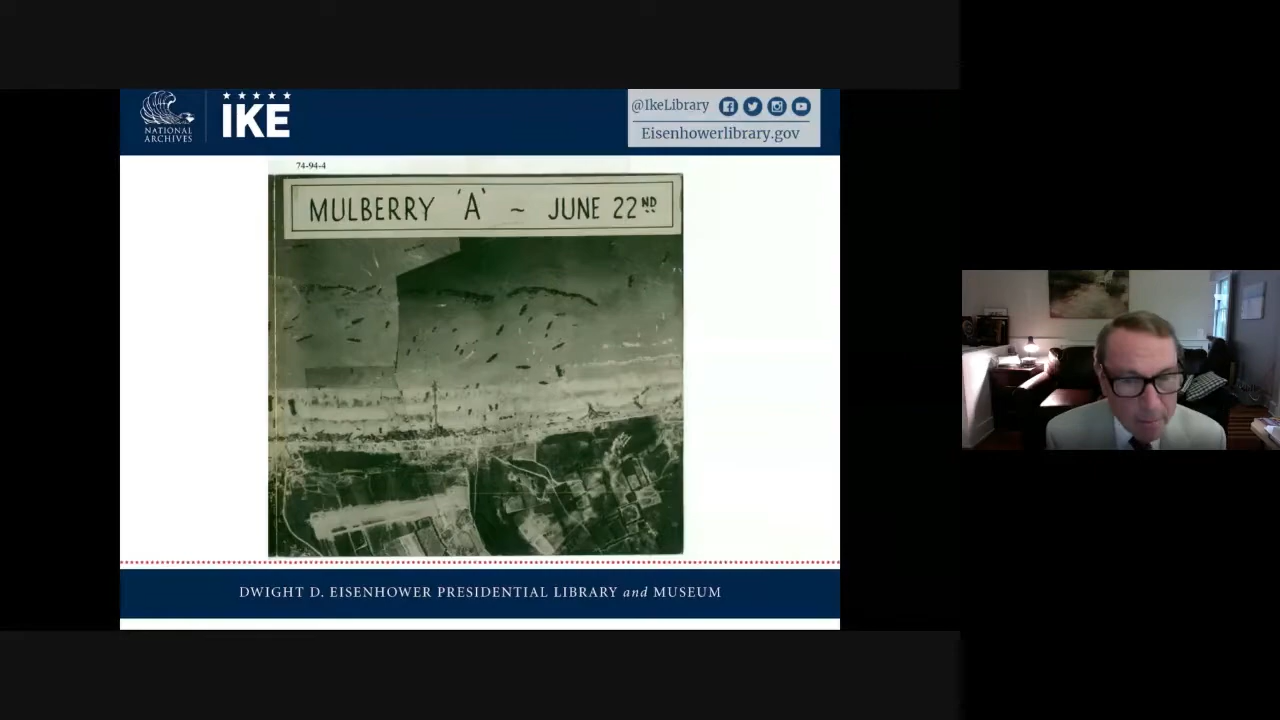 NATIONAL
ARCHIVES
IKE
@IkeLibrary
Eisenhowerlibrary.gov
74-94-4
MULBERRY 'A' ~ JUNE 22ND
DWIGHT D. EISENHOWER PRESIDENTIAL LIBRARY and MUSEUM